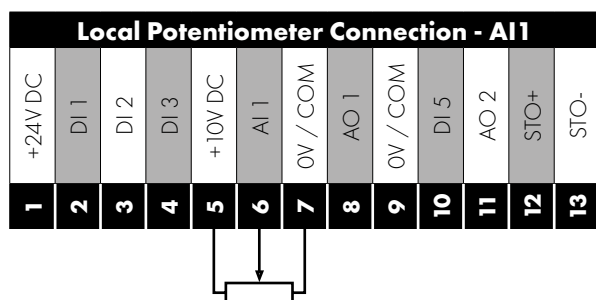 Local Potentiometer Connection - AI1
+24V DC
DI 1
DI 2
DI 3
+10V DC
AI 1
0V / COM
AO 1
0V / COM
DI 5
AO 2
STO+
STO-
1
2
3
4
5
6
7
8
9
10
11
12
13